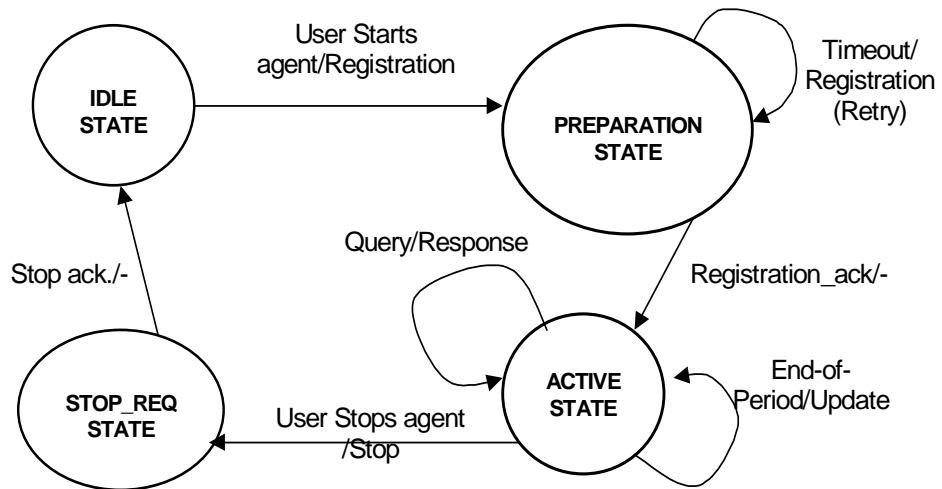 User Starts
agent/Registration
Timeout/
Registration
(Retry)
IDLE
STATE
PREPARATION
STATE
Query/Response
Stop ack./-
Registration_ack/-
ACTIVE
STATE
End-of-
Period/Update
STOP_REQ
STATE
User Stops agent
/Stop